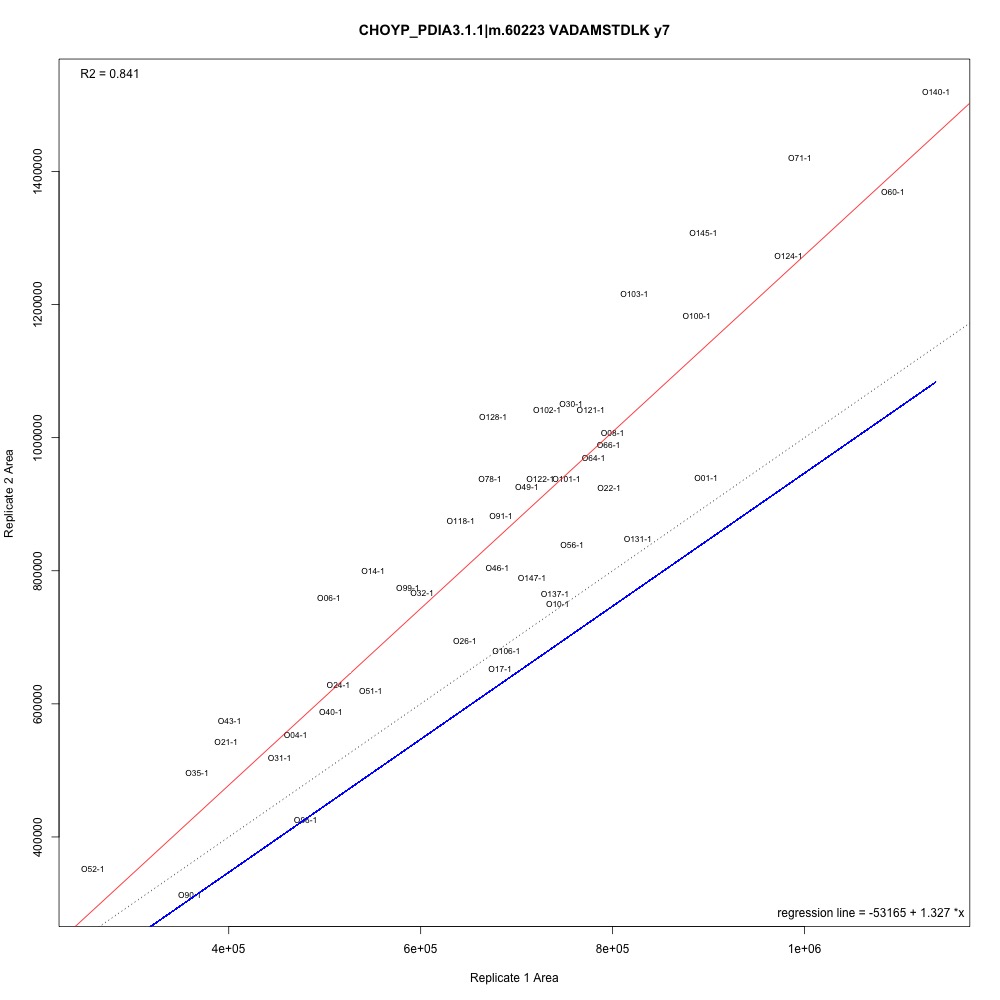 CHOYP_PDIA3.1.1|m.60223 VADAMSTDLK y7
R2 = 0.841
O140-1
O71-1
O60-1
O145-1
O124-1
O103-1
O100-1
O30-1
O102-1
O121-1
O128-1
O08-1
O66-1
O64-1
O78-1
O122-1
O101-1
O01-1
O49-1
O22-1
O91-1
O118-1
O131-1
O56-1
O46-1
O14-1
O147-1
O99-1
O32-1
O06-1
O137-1
O10-1
O26-1
O106-1
O17-1
O24-1
O51-1
O40-1
O43-1
O04-1
O21-1
O31-1
O35-1
O52-1
O90-1
regression line = -53165 + 1.327 *x
400000
600000
800000
1000000
1200000
1400000
Replicate 2 Area
4e+05
6e+05
8e+05
1e+06
Replicate 1 Area